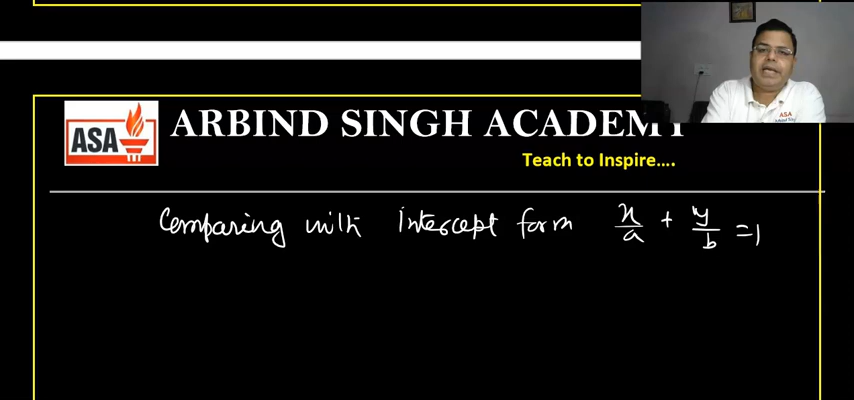 ASA
ARBIND SINGH ACADEMY
Teach to Inspire....
Comparing with Intercept form x/a + y/b = 1
ASA